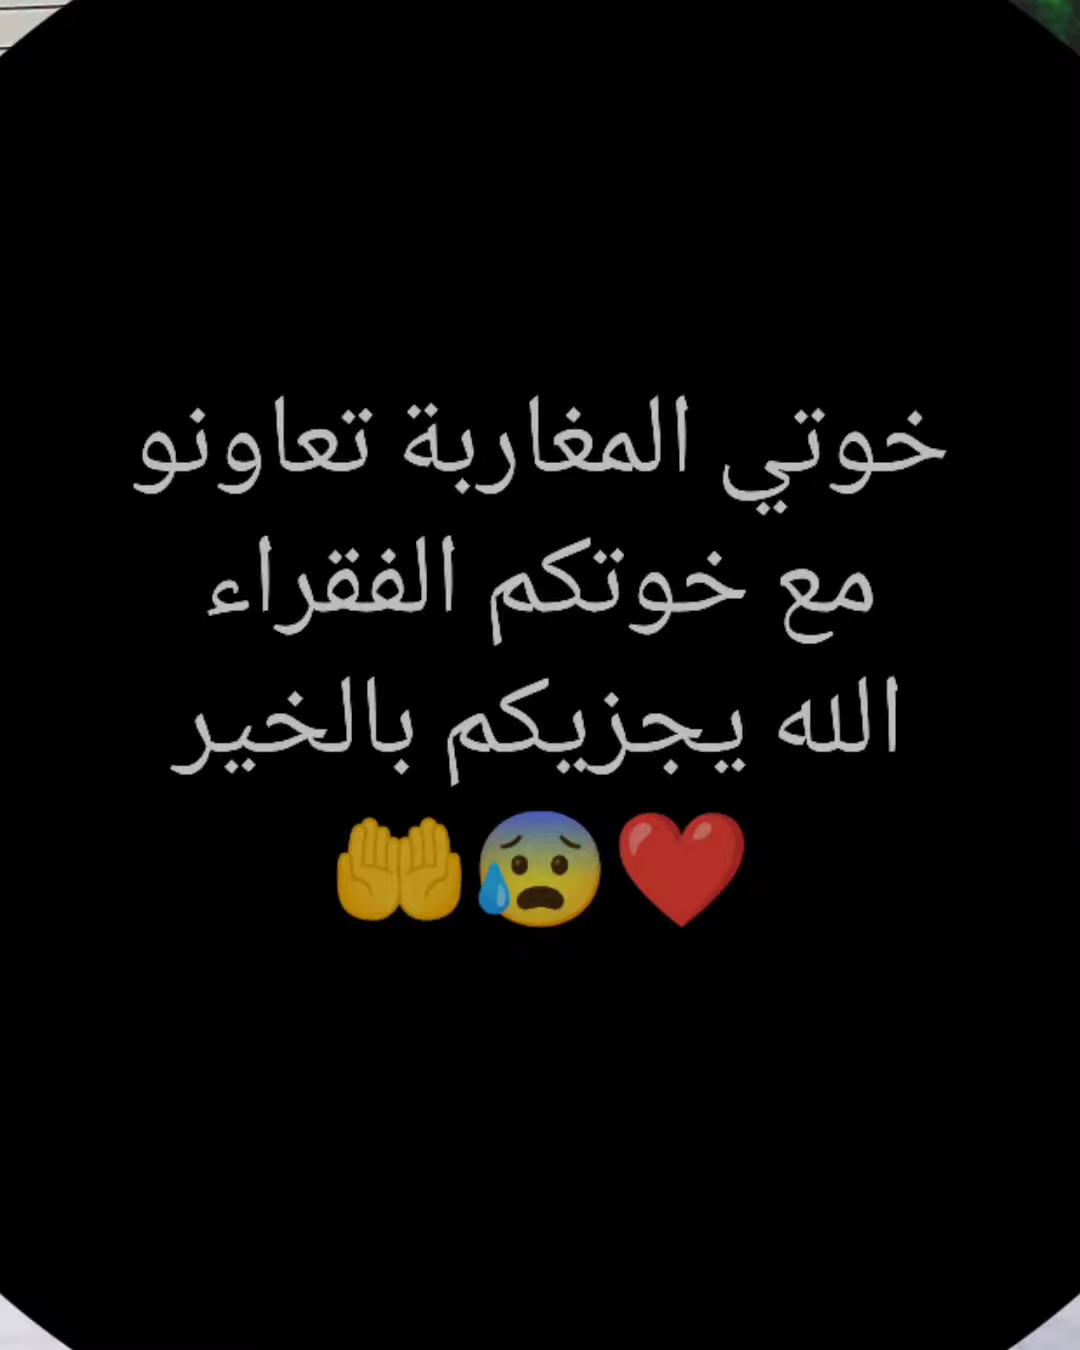 خوتي المغاربة تعاونو
مع خوتكم الفقراء
الله يجزيكم بالخير
🤲😰❤️